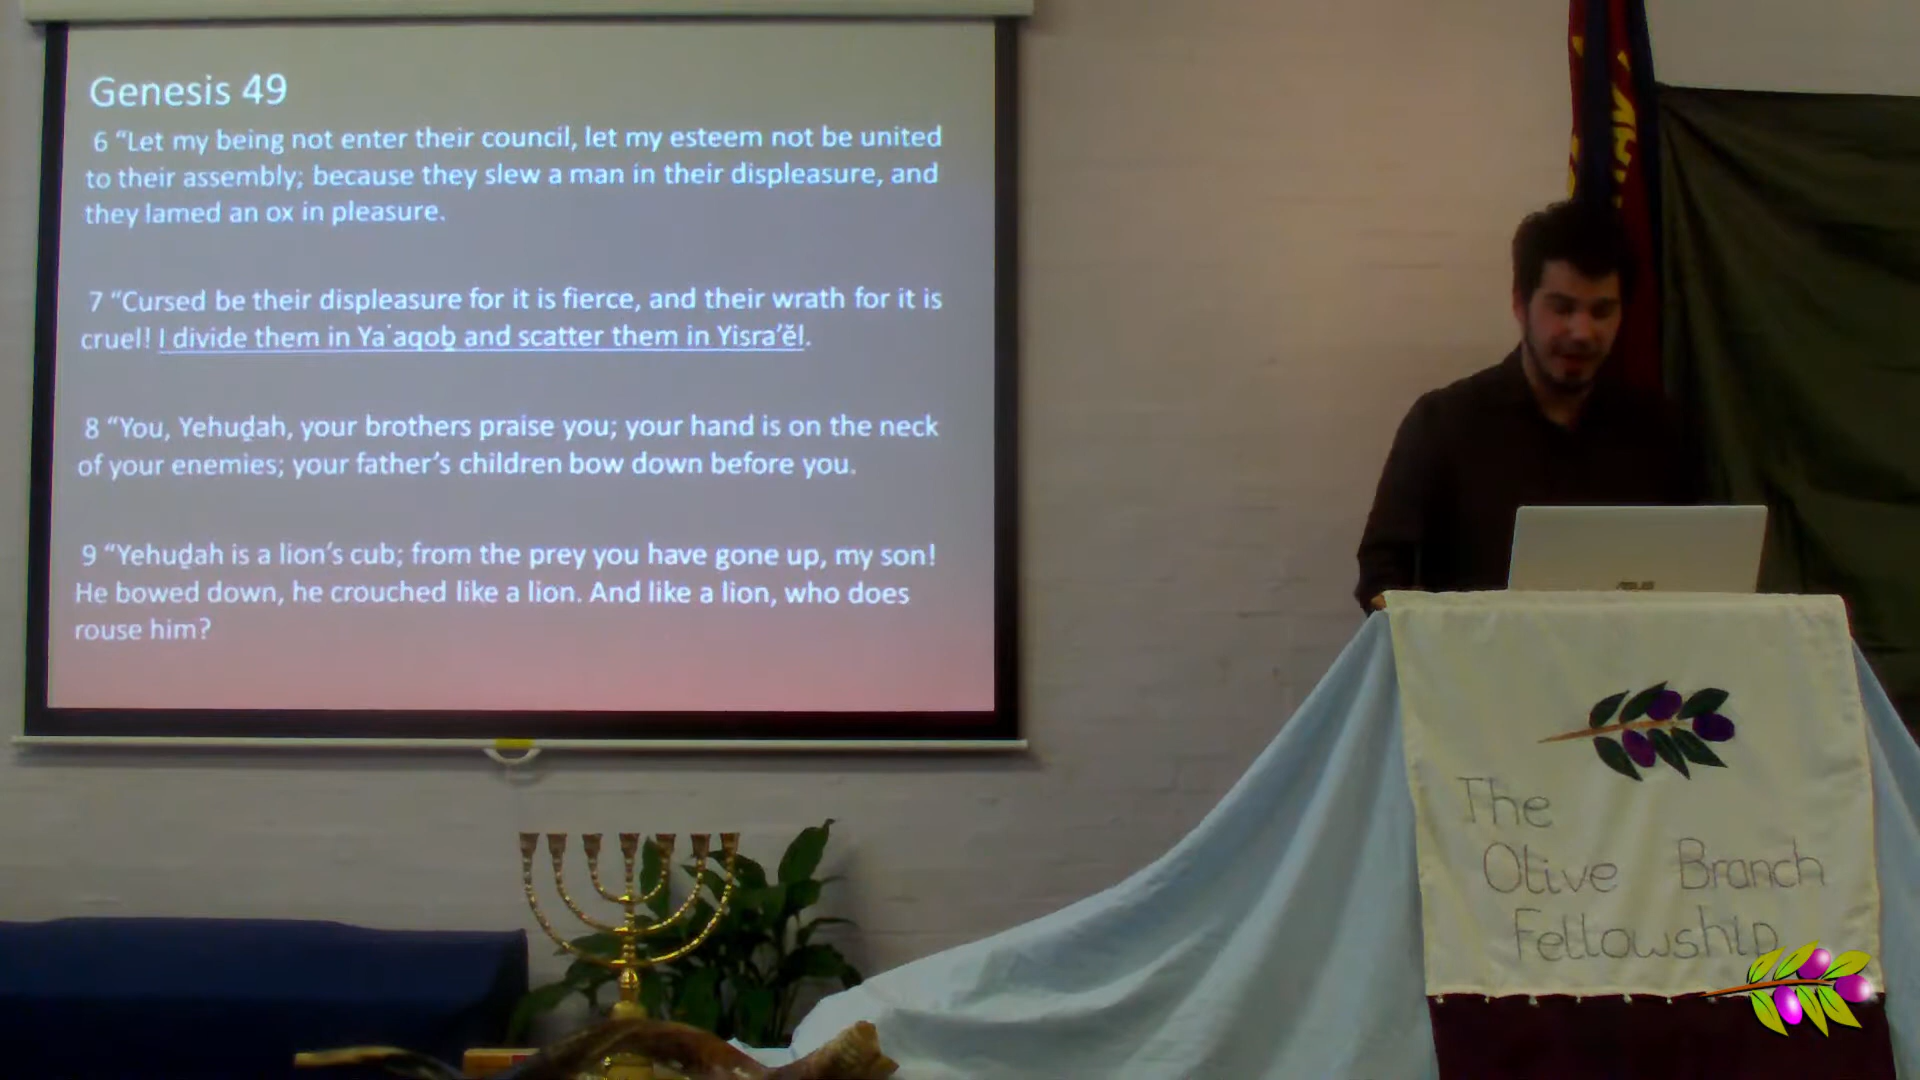 Genesis 49
6 “Let my being not enter their council, let my esteem not be united
to their assembly; because they slew a man in their displeasure, and
they lamed an ox in pleasure.
7 “Cursed be their displeasure for it is fierce, and their wrath for it is
cruel! I divide them in Yaʽaqoḇ and scatter them in Yisra’ĕl.
8 “You, Yehuḏah, your brothers praise you; your hand is on the neck
of your enemies; your father’s children bow down before you.
9 “Yehuḏah is a lion’s cub; from the prey you have gone up, my son!
He bowed down, he crouched like a lion. And like a lion, who does
rouse him?
ASUS
The
Olive Branch
Fellowship